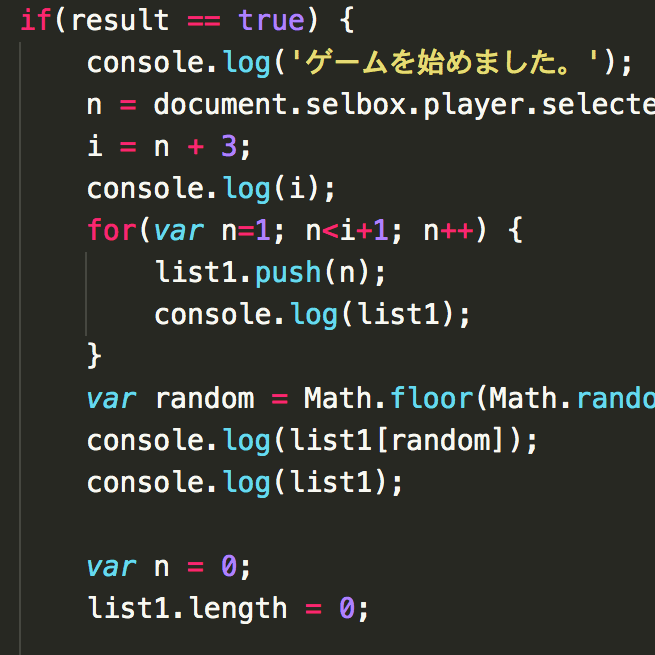 if(result == true) {
console.log('ゲームを始めました。');
n = document.selbox.player.selecte
i = n + 3;
console.log(i);
for(var n=1; n<i+1; n++) {
list1.push(n);
console.log(list1);
}
var random = Math.floor(Math.rando
console.log(list1[random]);
console.log(list1);
var n = 0;
list1.length = 0;